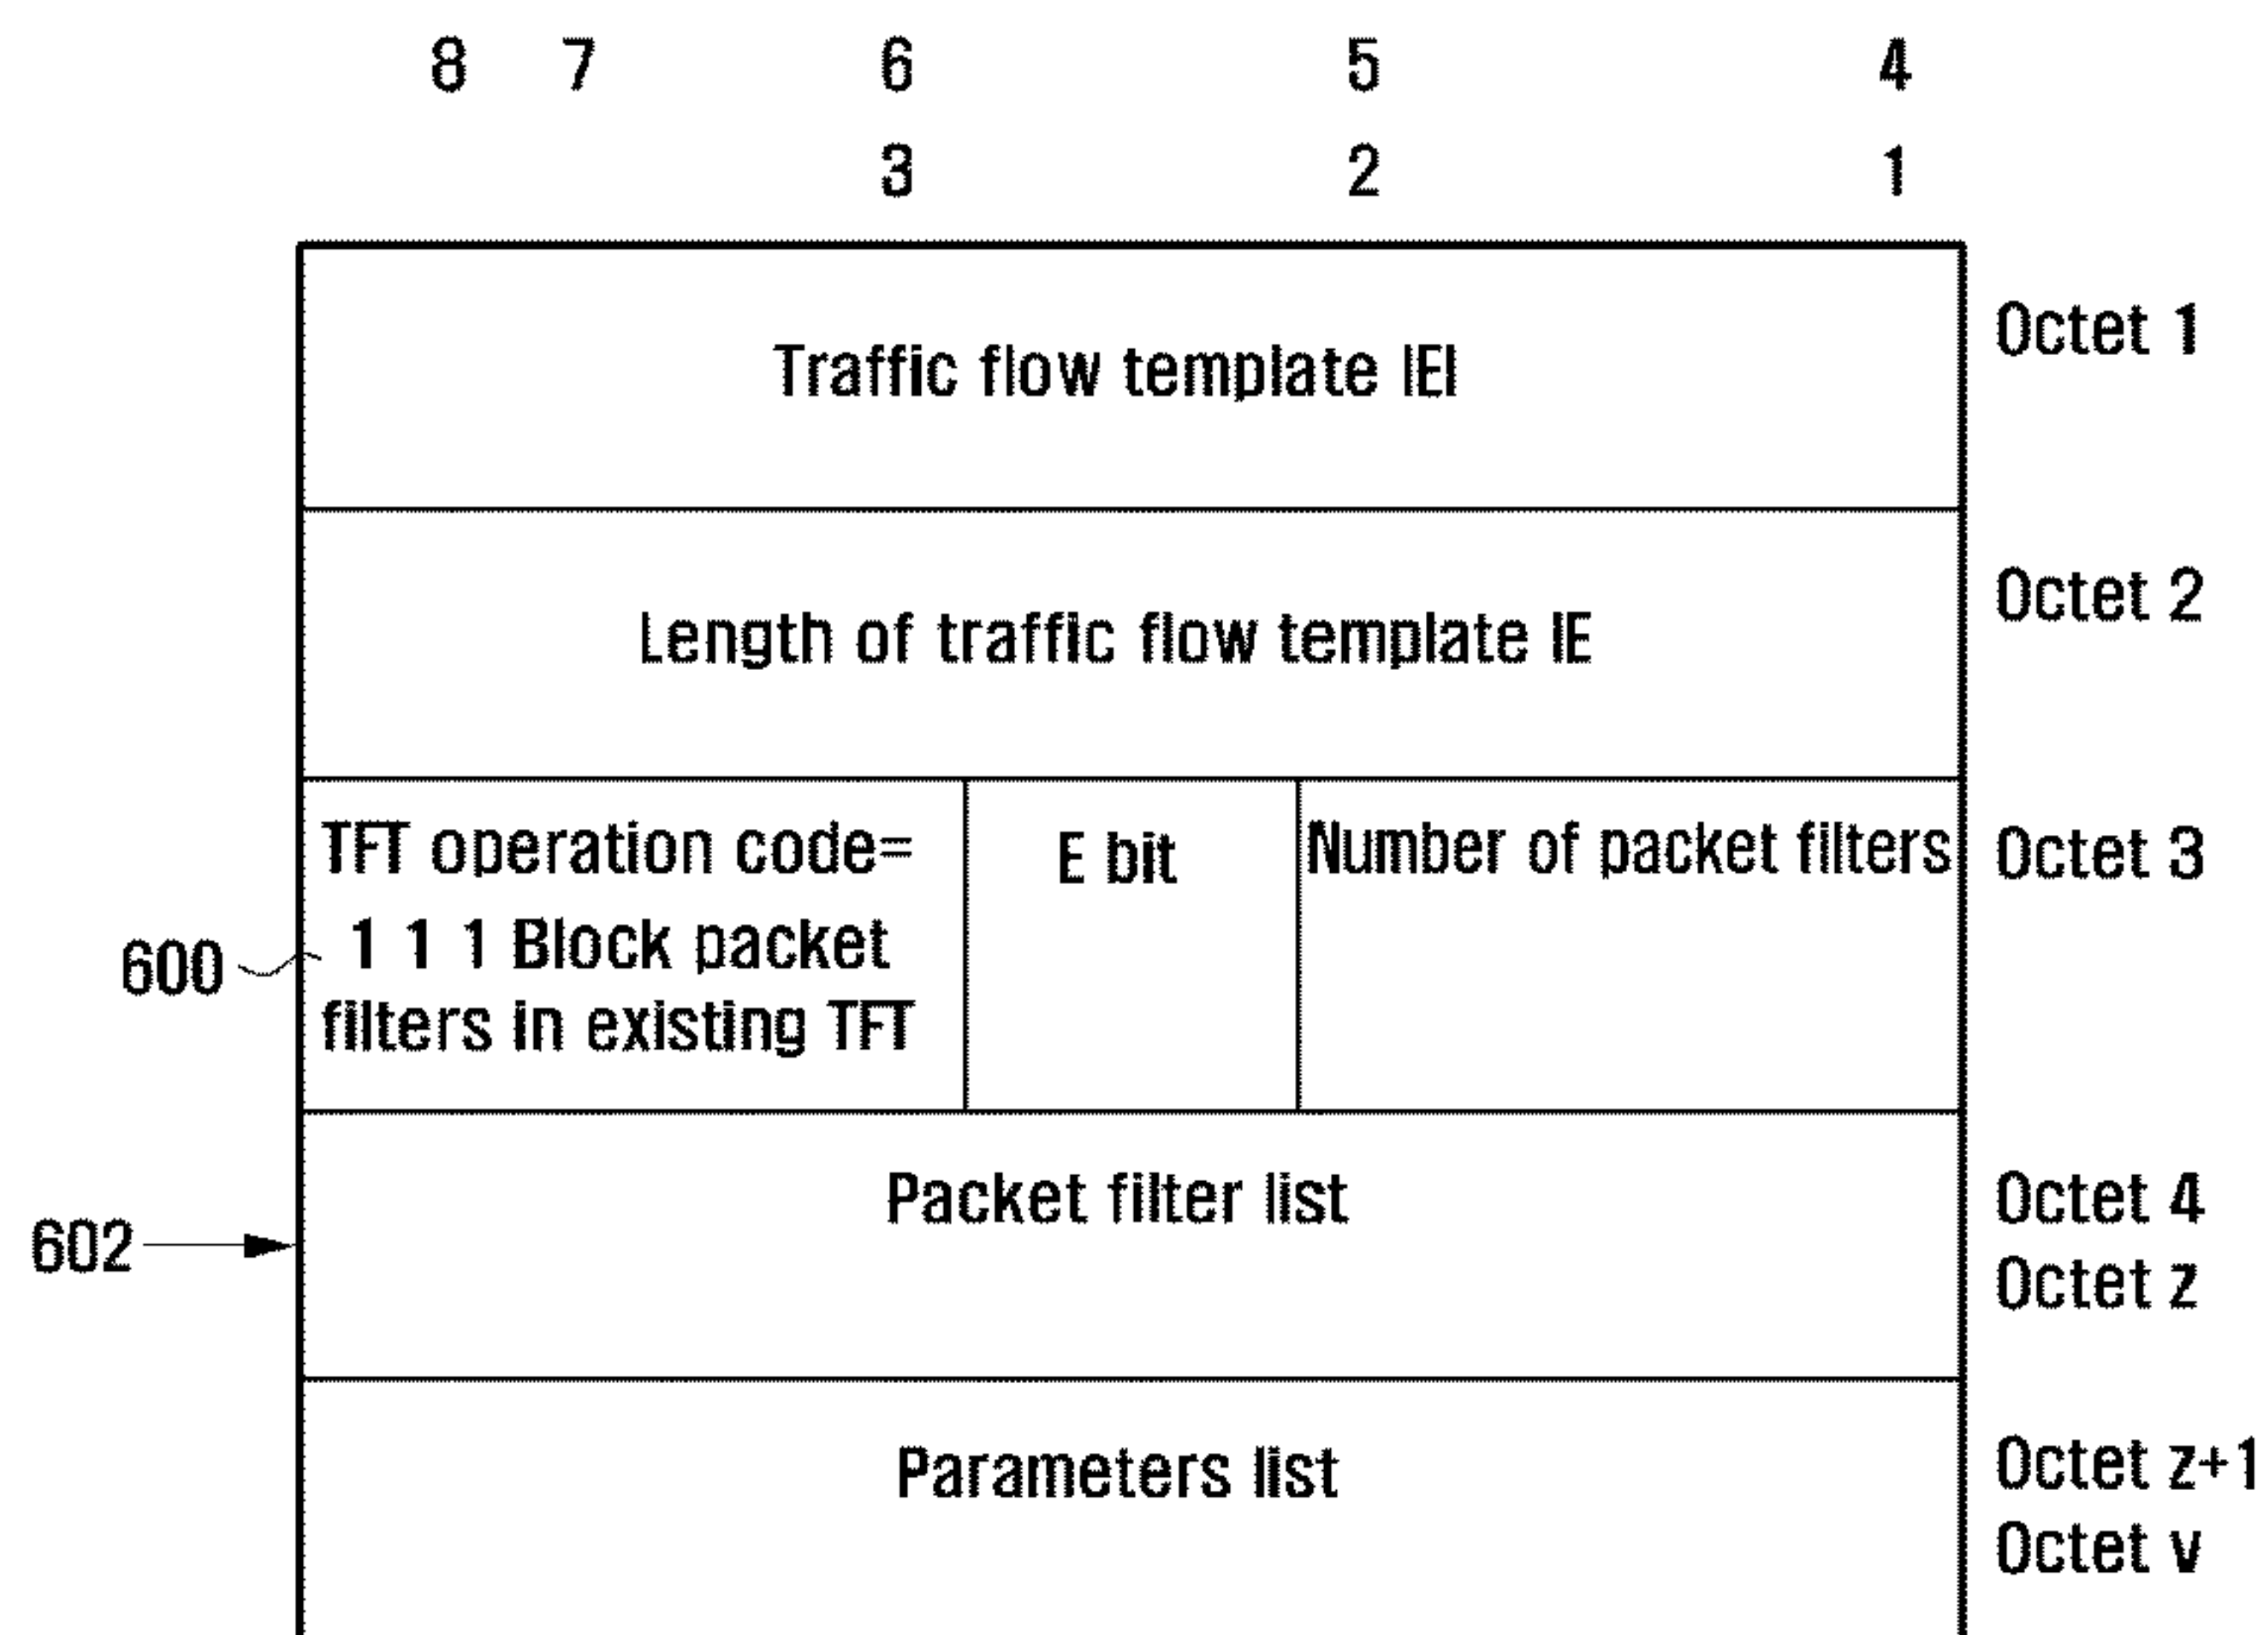 8 7 6 5 4
3 2 1
Traffic flow template IEI
Octet 1
Length of traffic flow template IE
Octet 2
TFT operation code=
1 1 1 Block packet
filters in existing TFT
E bit
Number of packet filters
Octet 3
600
Packet filter list
Octet 4
Octet z
602
Parameters list
Octet z+1
Octet v